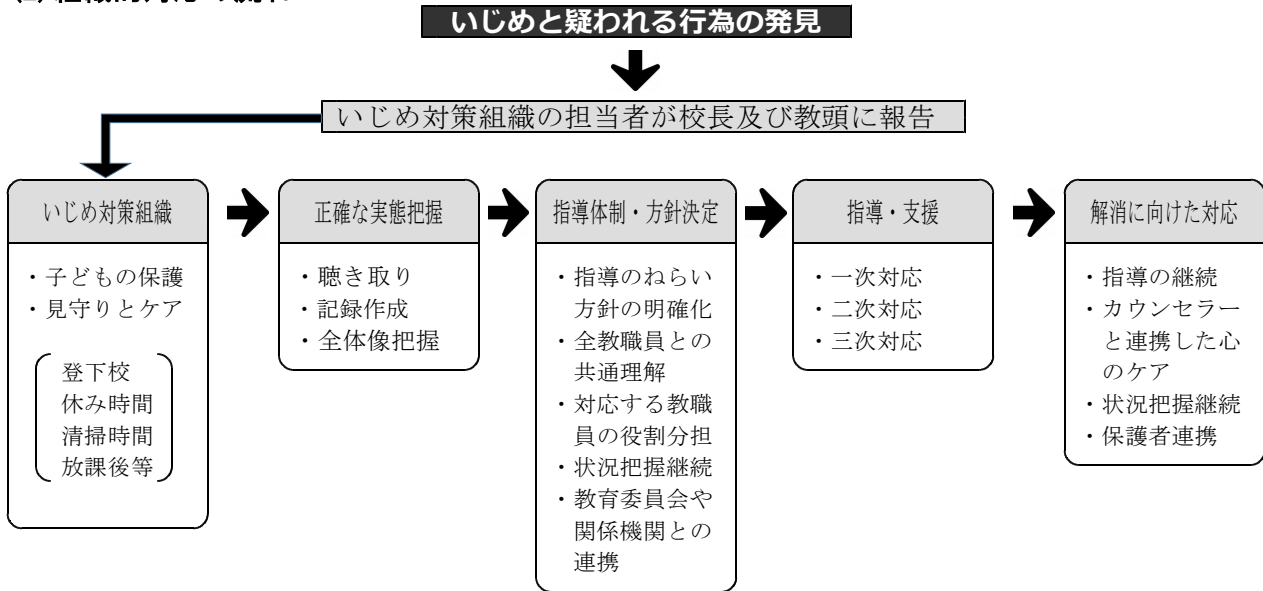 いじめと疑われる行為の発見
いじめ対策組織の担当者が校長及び教頭に報告
いじめ対策組織
・子どもの保護
・見守りとケア
登下校
休み時間
清掃時間
放課後等
正確な実態把握
・聴き取り
・記録作成
・全体像把握
指導体制・方針決定
・指導のねらい
方針の明確化
・全教職員との
共通理解
・対応する教職
員の役割分担
・状況把握継続
・教育委員会や
関係機関との
連携
指導・支援
・一次対応
・二次対応
・三次対応
解消に向けた対応
・指導の継続
・カウンセラー
と連携した心
のケア
・状況把握継続
・保護者連携